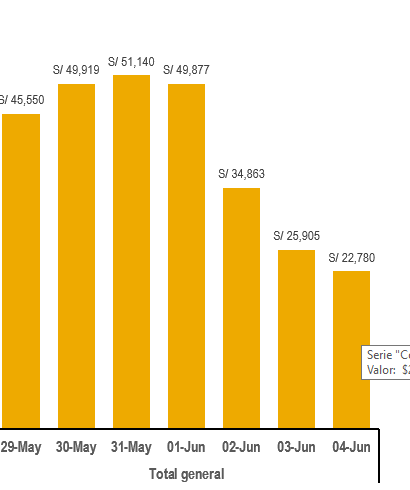 S/ 51,140
S/ 49,919
S/ 49,877
S/ 45,550
S/ 34,863
S/ 25,905
S/ 22,780
Serie "C
Valor: $2
29-May 30-May 31-May 01-Jun 02-Jun 03-Jun 04-Jun
Total general